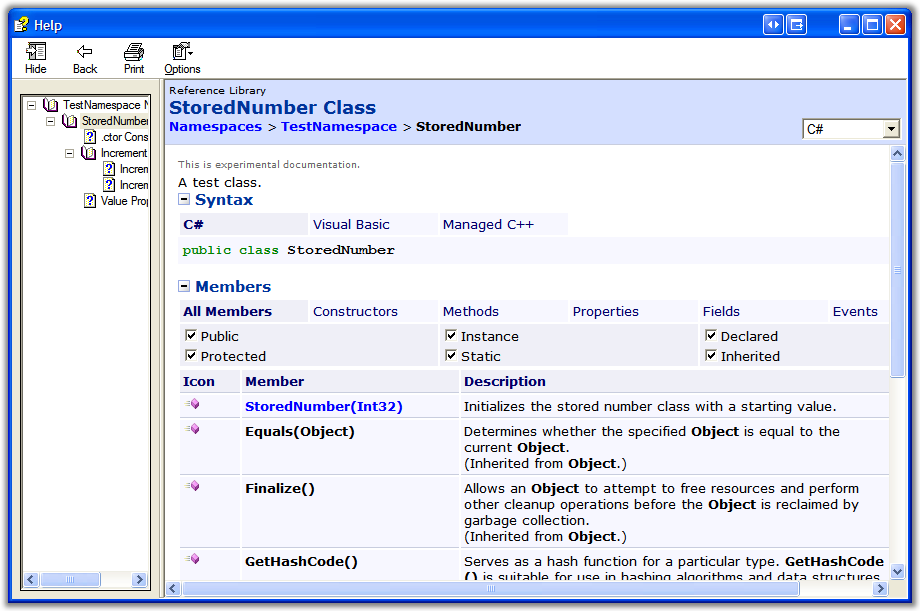 Help
Hide Back Print Options
TestNamespace N
StoredNumber
.ctor Cons
Increment
Increm
Increm
Value Prop
Reference Library
StoredNumber Class
Namespaces > TestNamespace > StoredNumber
C#
This is experimental documentation.
A test class.
Syntax
C# Visual Basic Managed C++
public class StoredNumber
Members
All Members Constructors Methods Properties Fields Events
Public Instance Declared
Protected Static Inherited
Icon Member Description
StoredNumber(Int32) Initializes the stored number class with a starting value.
Equals(Object) Determines whether the specified Object is equal to the
current Object.
(Inherited from Object.)
Finalize() Allows an Object to attempt to free resources and perform
other cleanup operations before the Object is reclaimed by
garbage collection.
(Inherited from Object.)
GetHashCode() Serves as a hash function for a particular type. GetHashCode
() is suitable for use in hashing algorithms and data structures